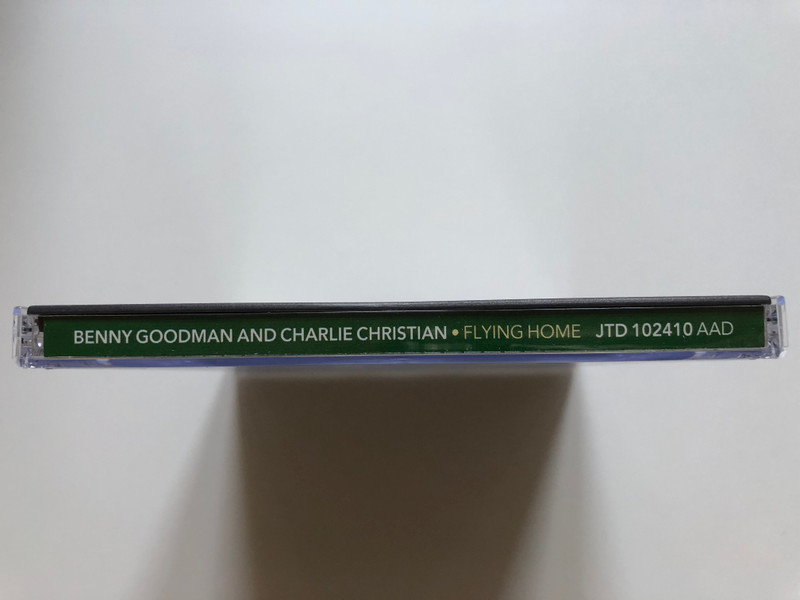 BENNY GOODMAN AND CHARLIE CHRISTIAN • FLYING HOME JTD 102410 AAD